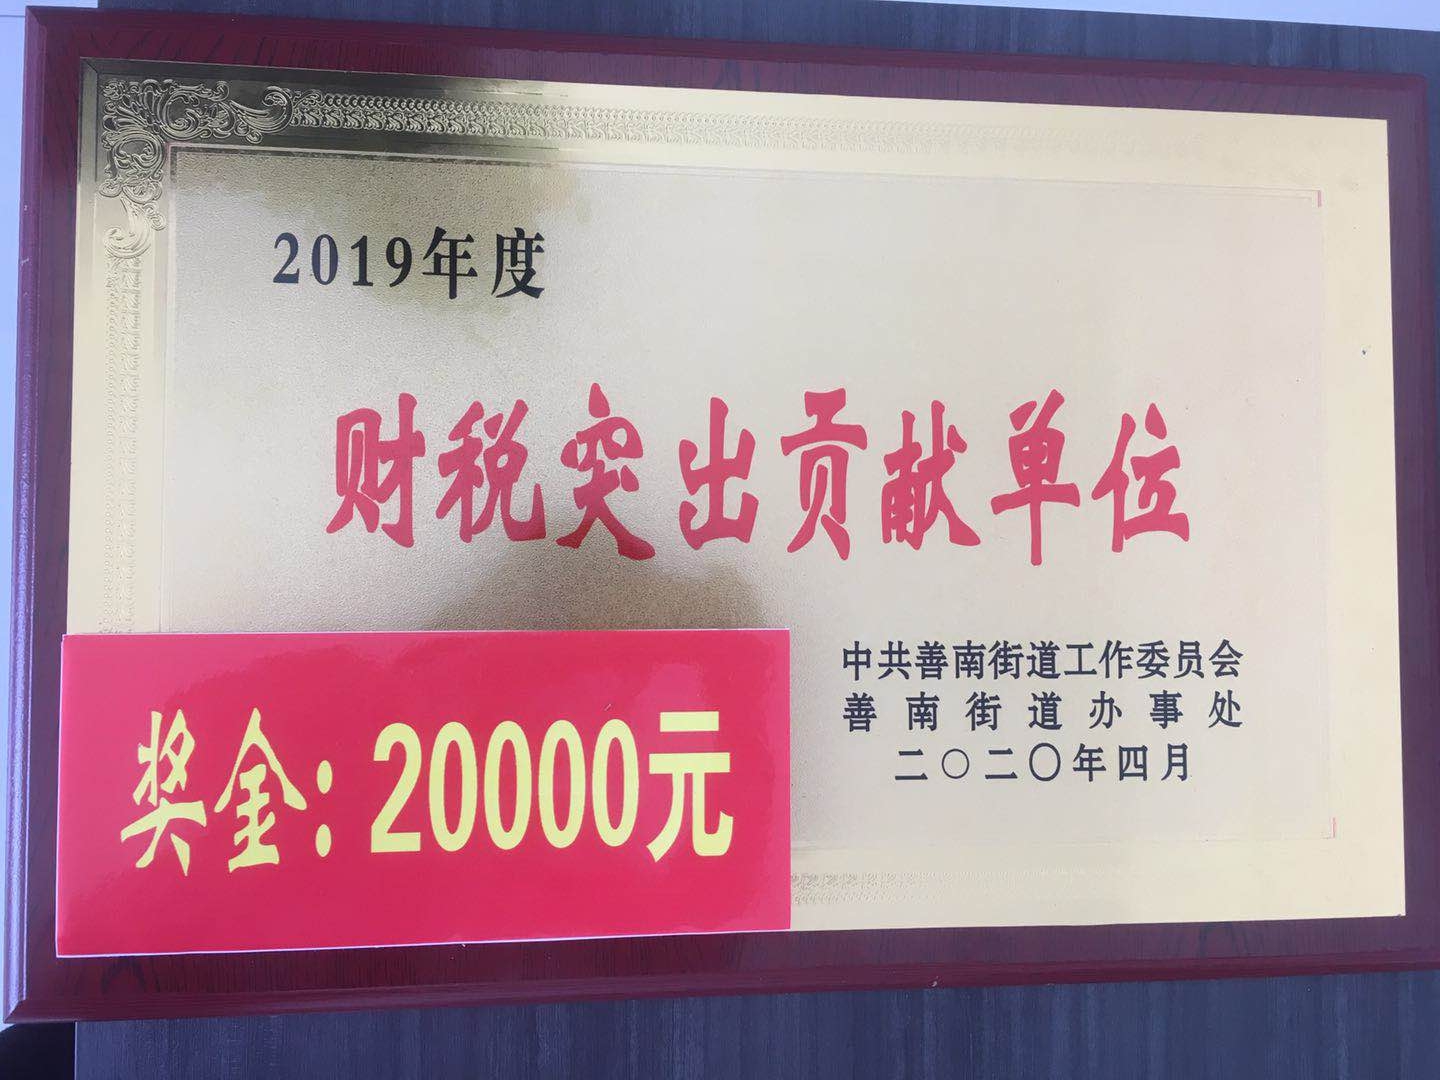 2019年度
财税突出贡献单位
中共善南街道工作委员会
善南街道办事处
二〇二〇年四月
奖金：20000元